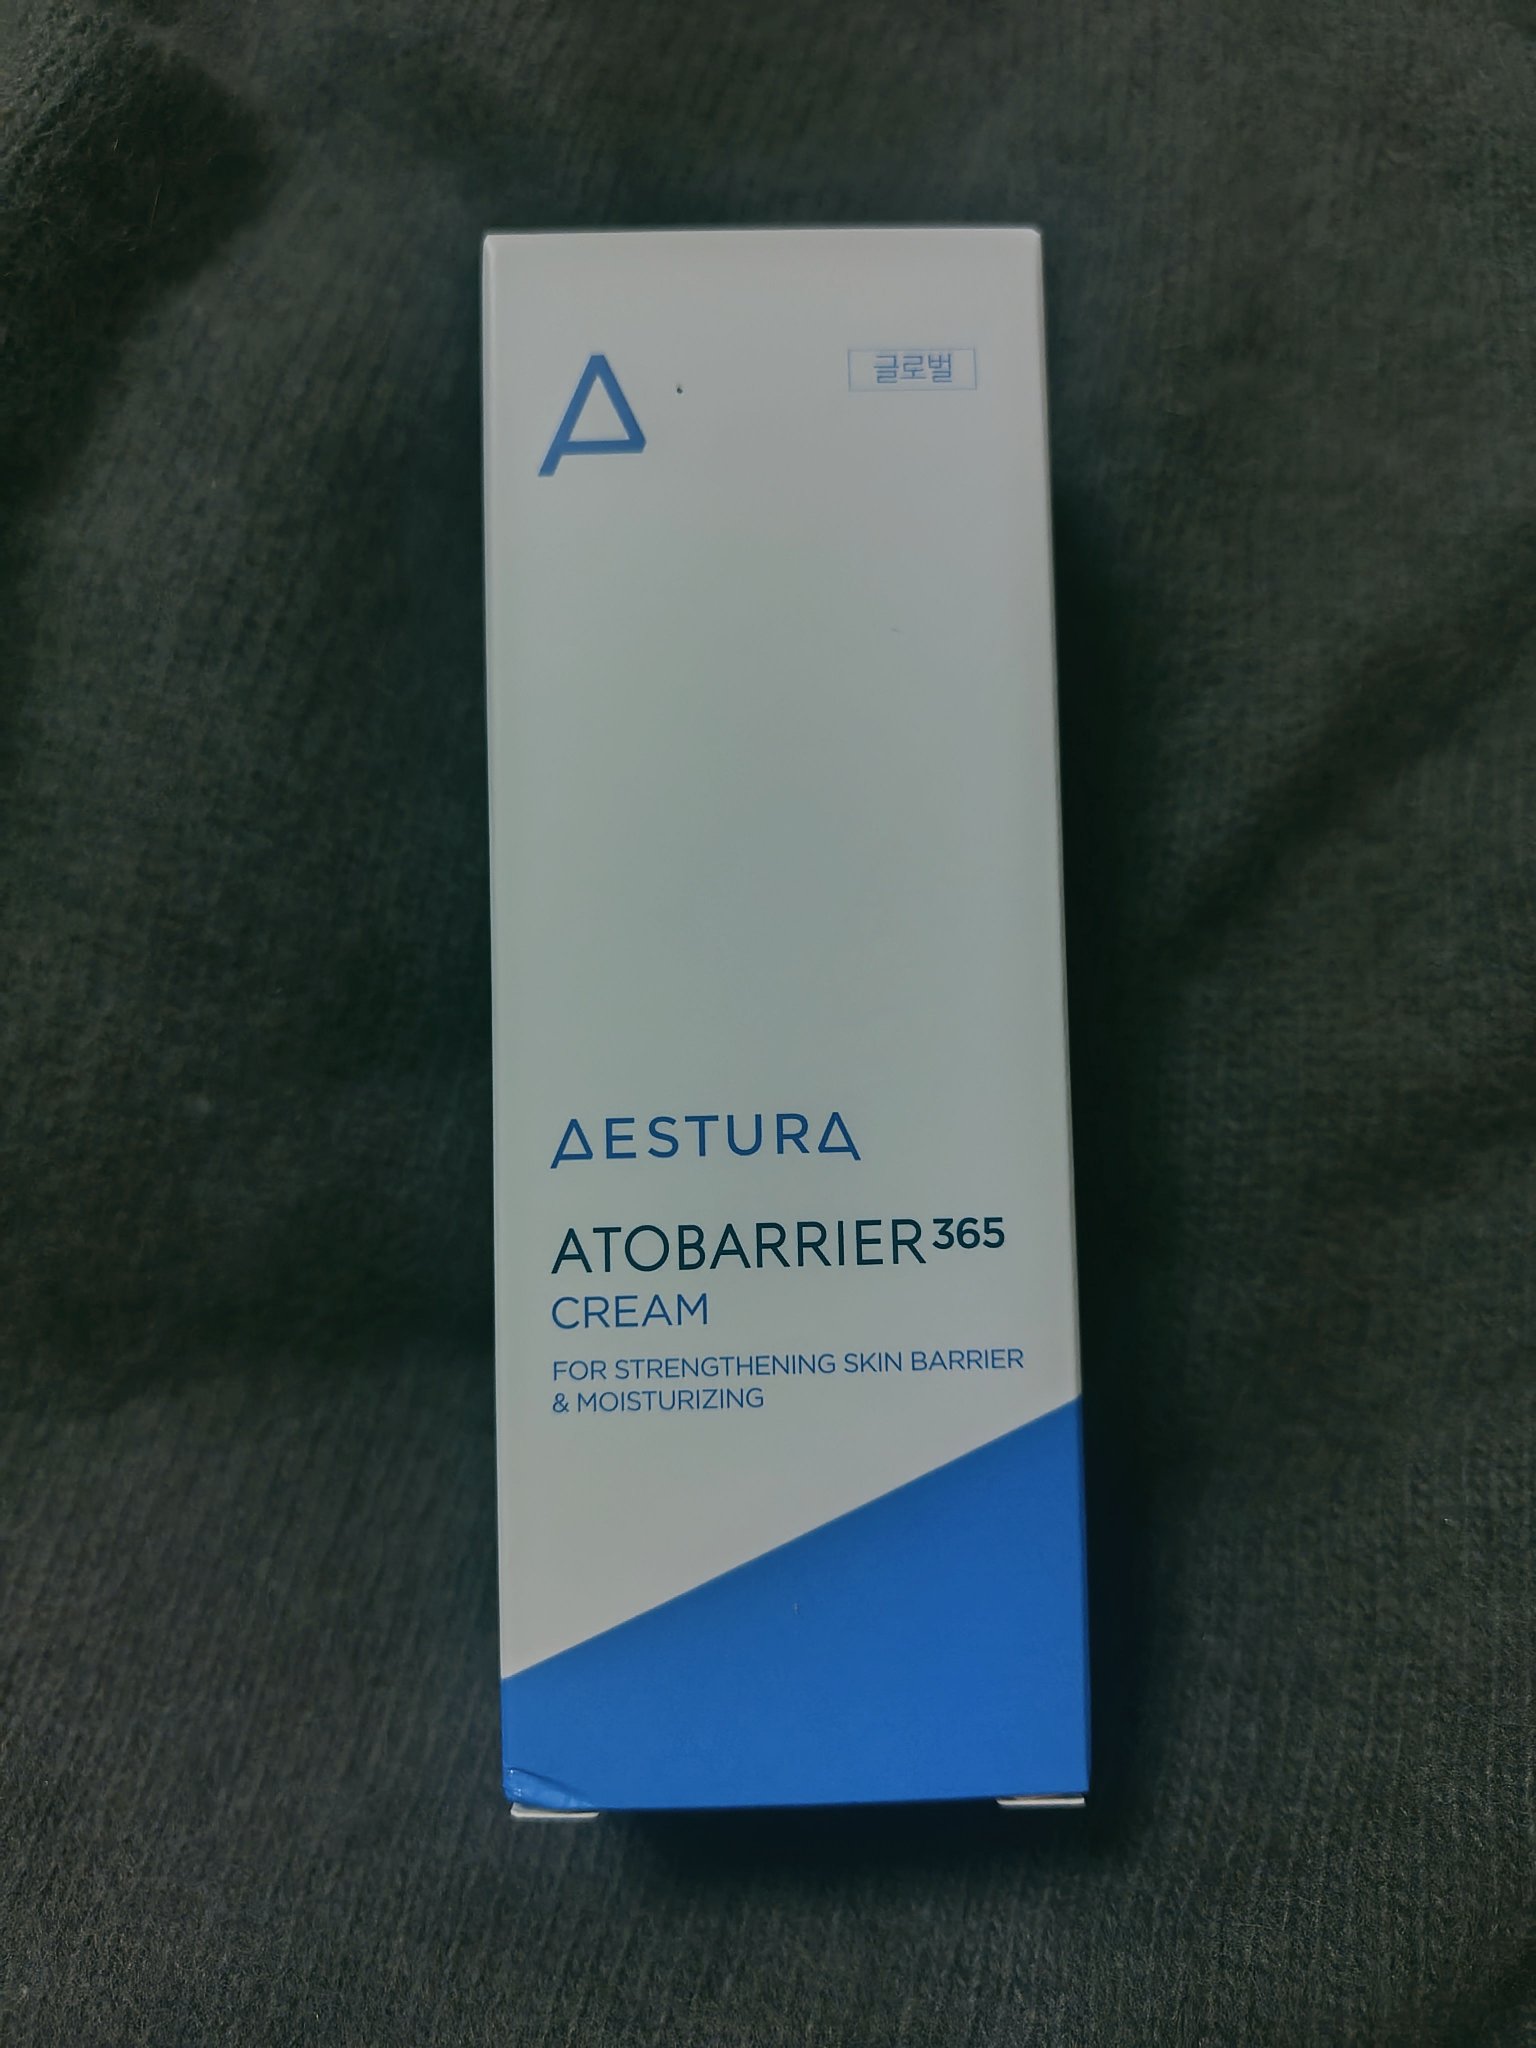 글로벌
AESTURA
ATOBARRIER365
CREAM
FOR STRENGTHENING SKIN BARRIER
& MOISTURIZING